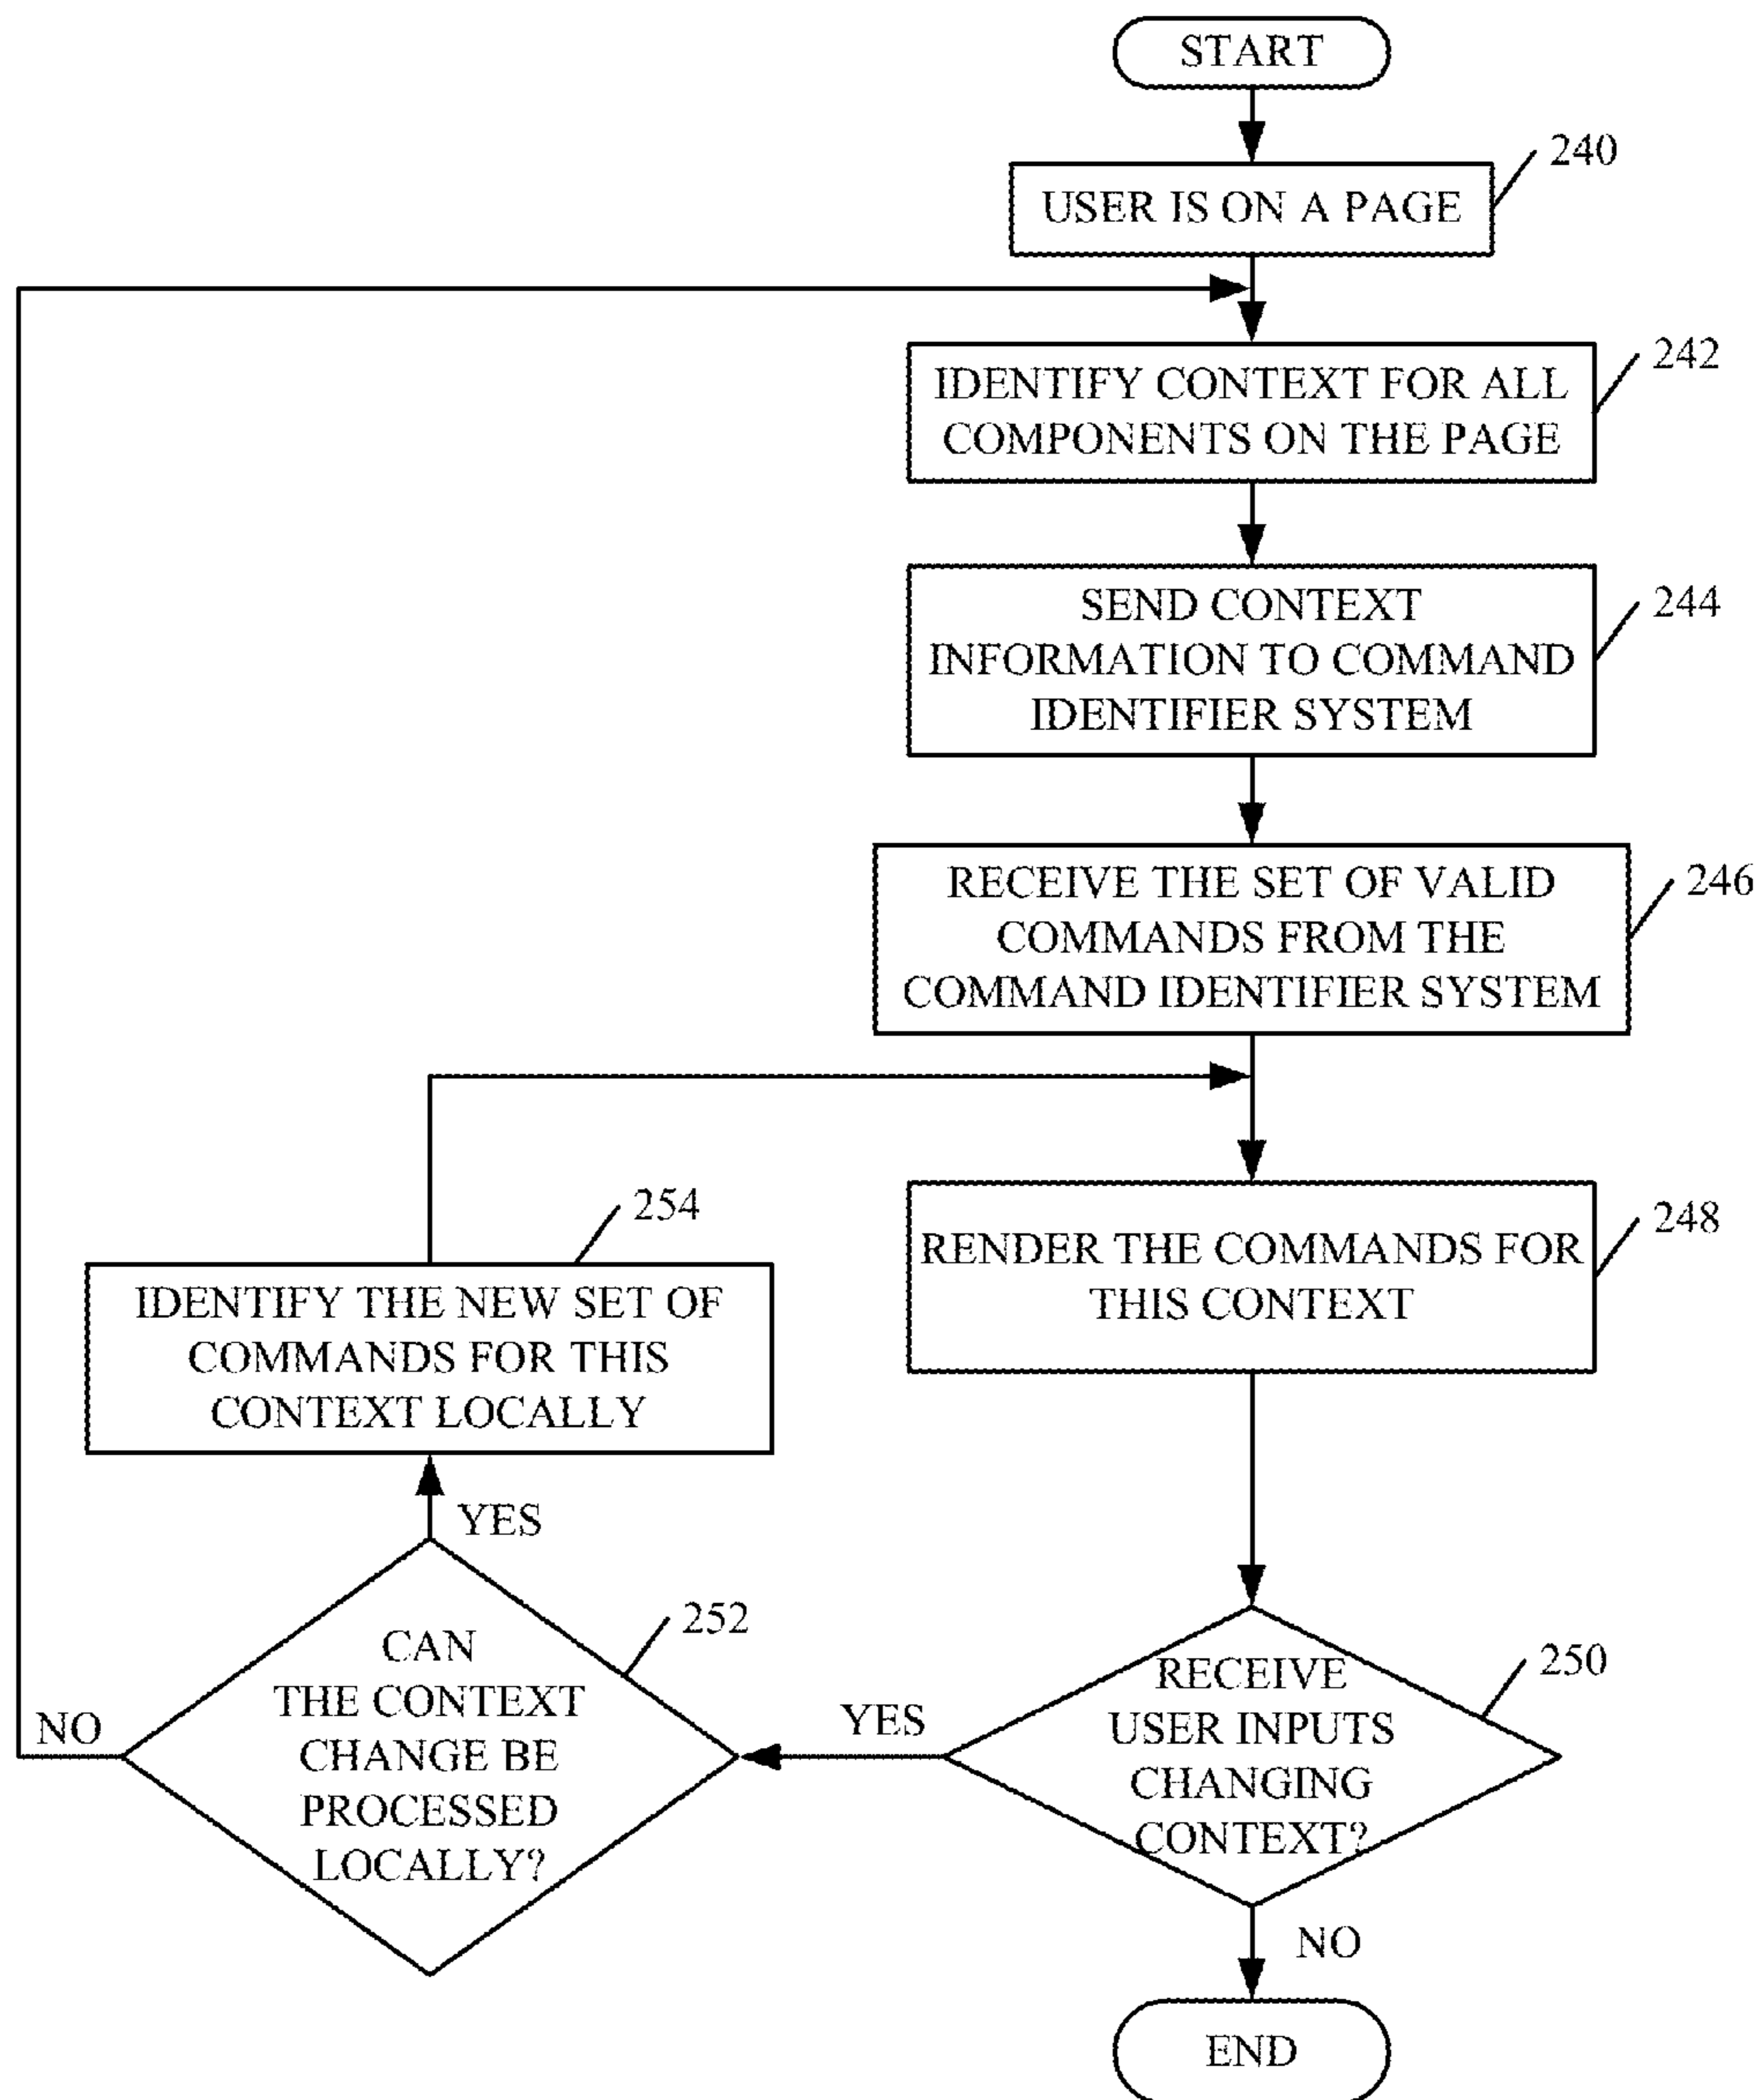 START
240
USER IS ON A PAGE
242
IDENTIFY CONTEXT FOR ALL
COMPONENTS ON THE PAGE
244
SEND CONTEXT
INFORMATION TO COMMAND
IDENTIFIER SYSTEM
246
RECEIVE THE SET OF VALID
COMMANDS FROM THE
COMMAND IDENTIFIER SYSTEM
248
RENDER THE COMMANDS FOR
THIS CONTEXT
254
IDENTIFY THE NEW SET OF
COMMANDS FOR THIS
CONTEXT LOCALLY
YES
252
CAN
THE CONTEXT
CHANGE BE
PROCESSED
LOCALLY?
NO
YES
250
RECEIVE
USER INPUTS
CHANGING
CONTEXT?
NO
END